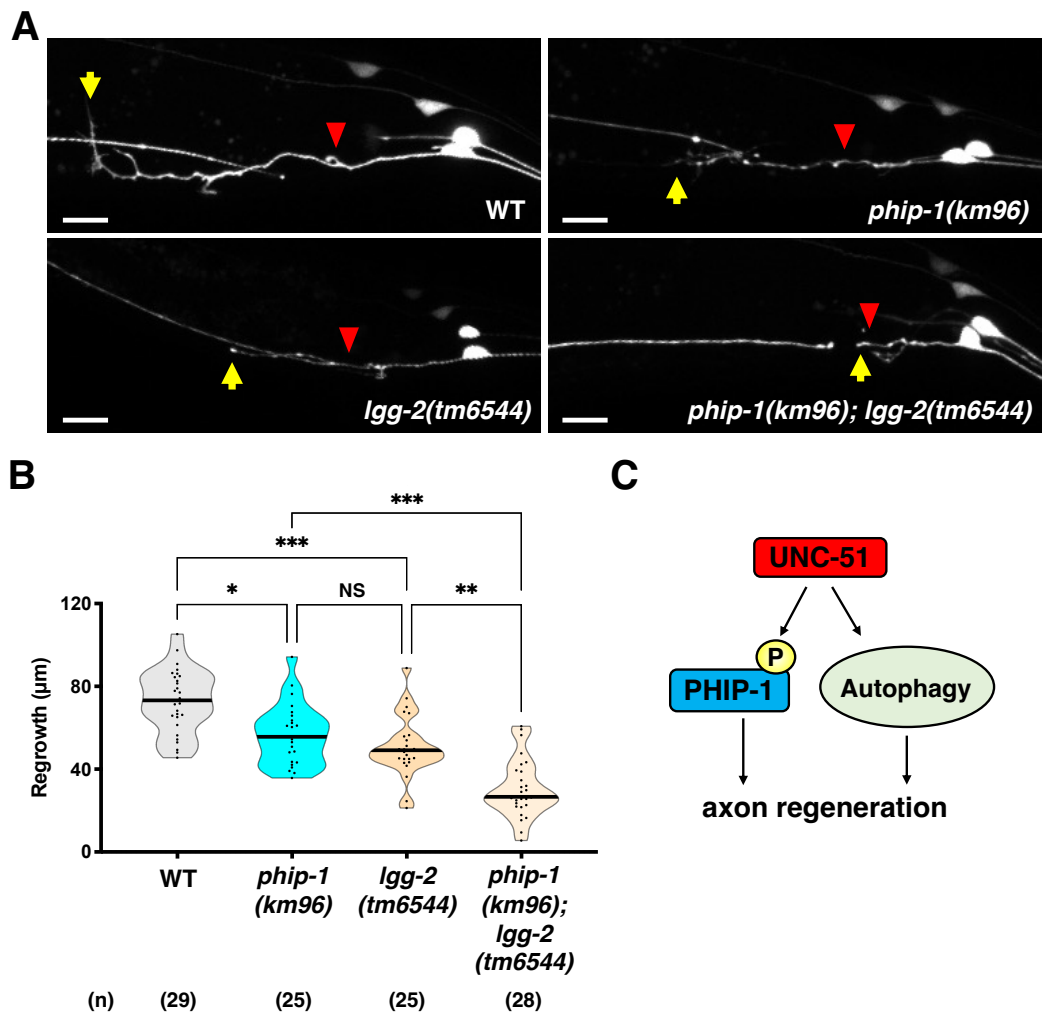 A
WT
phip-1(km96)
lgg-2(tm6544)
phip-1(km96); lgg-2(tm6544)
B
***
***
*
NS
**
Regrowth (μm)
120
80
40
0
WT
phip-1
(km96)
lgg-2
(tm6544)
phip-1
(km96);
lgg-2
(tm6544)
(n)
(29)
(25)
(25)
(28)
C
UNC-51
P
PHIP-1
Autophagy
axon regeneration